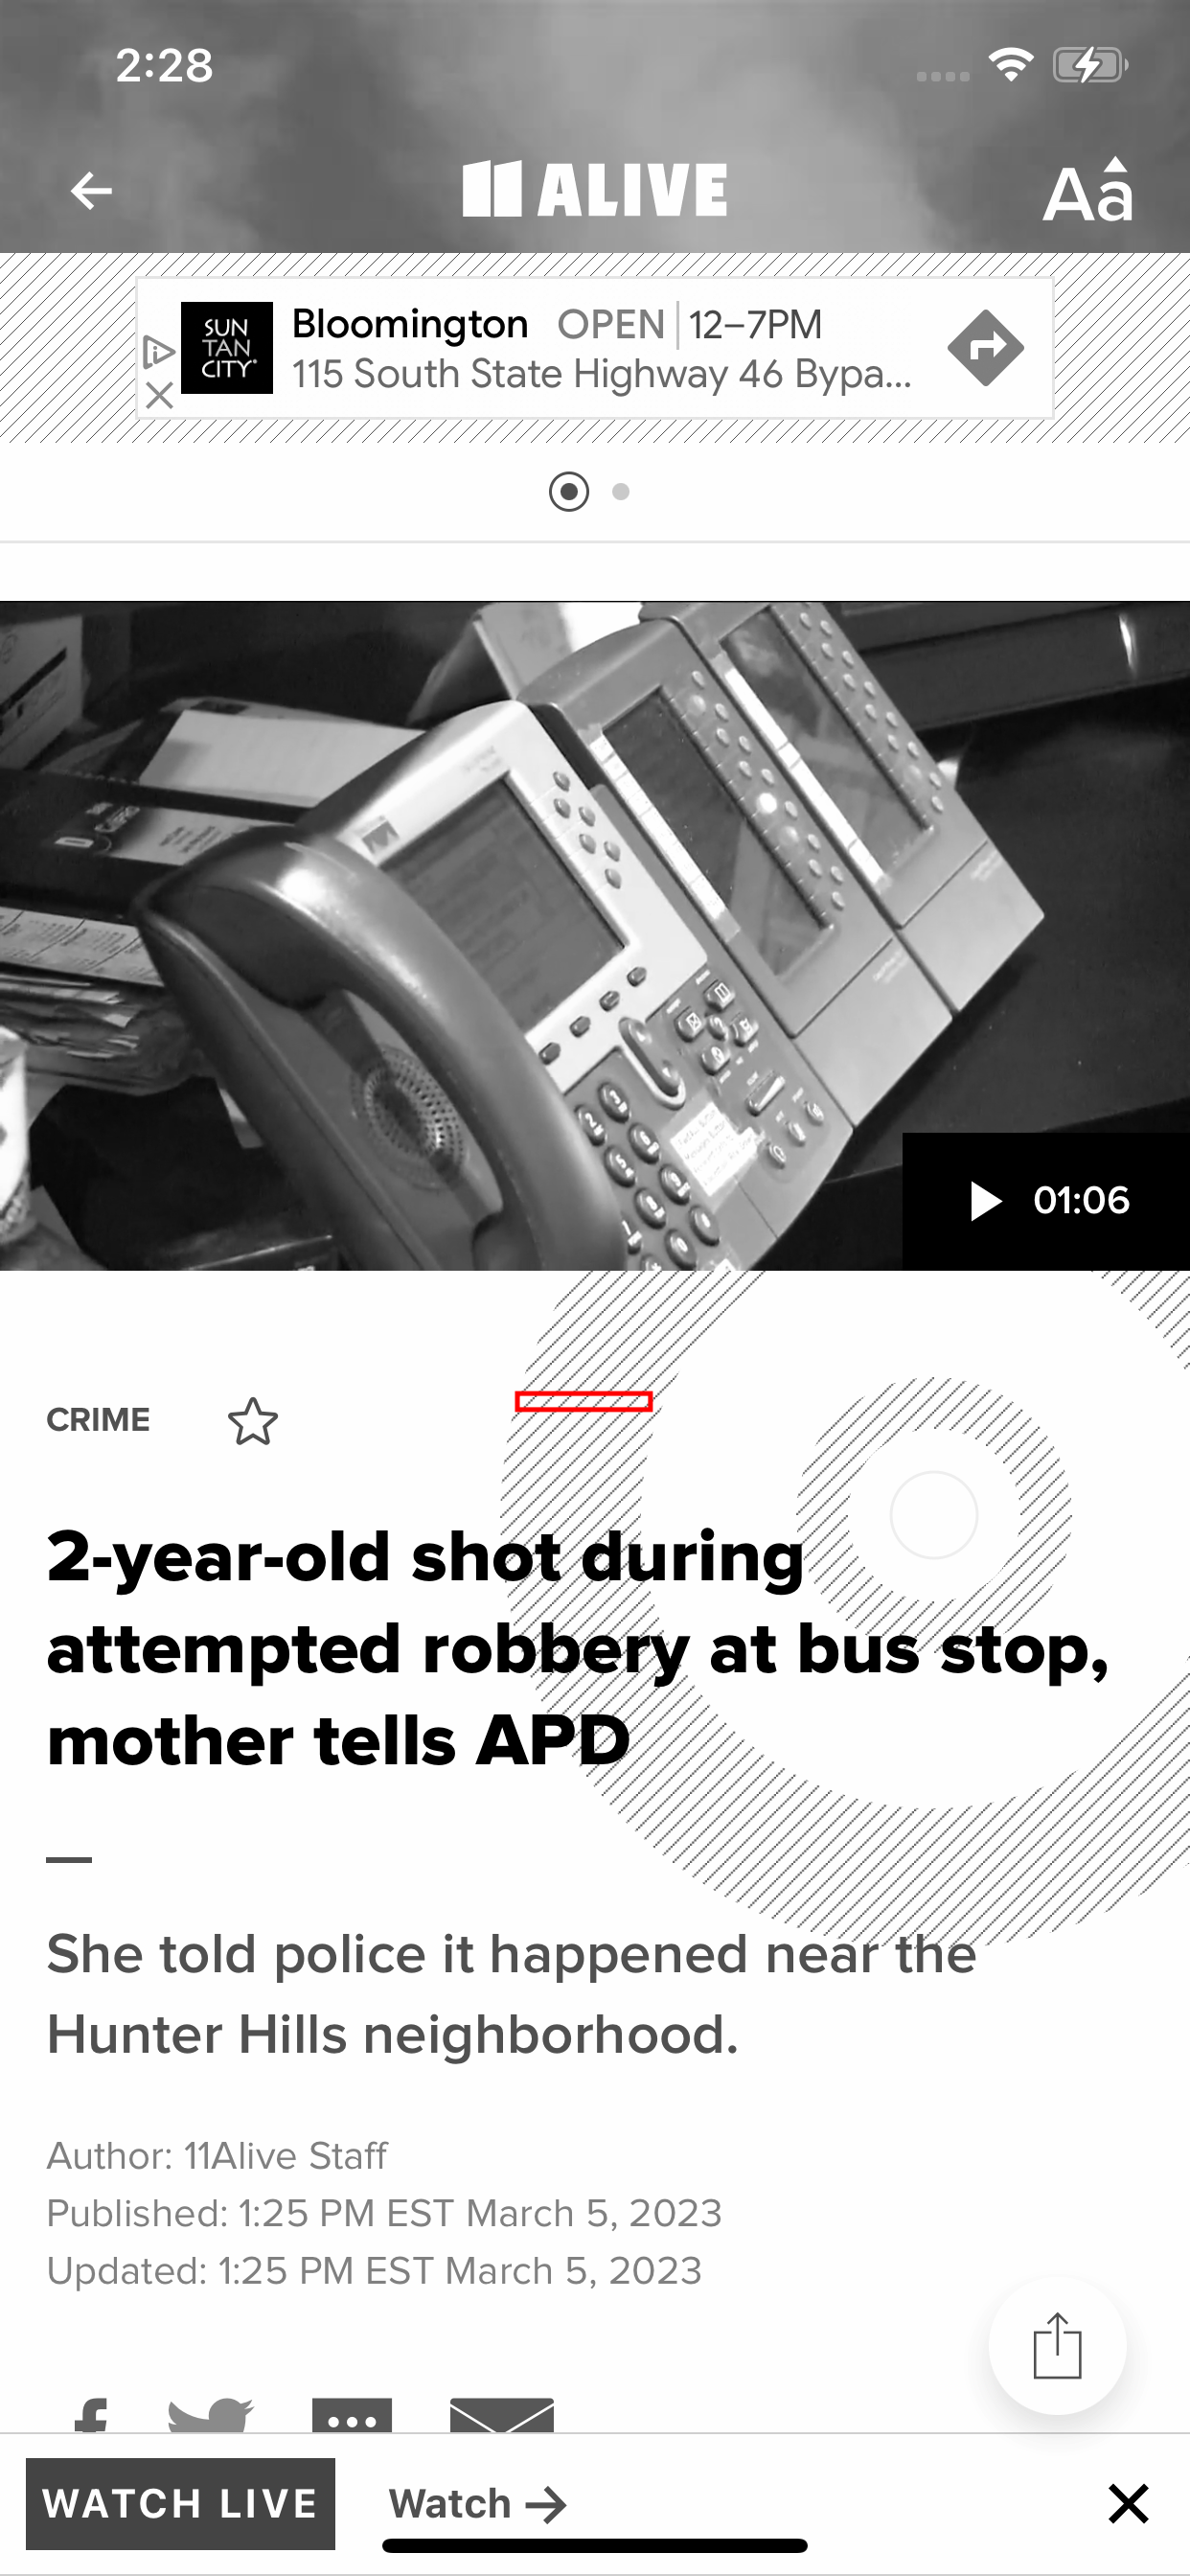 2:28
11 ALIVE
Aa
SUN
TAN
CITY
Bloomington OPEN 12–7PM
115 South State Highway 46 Bypa...
01:06
CRIME
2-year-old shot during
attempted robbery at bus stop,
mother tells APD
She told police it happened near the
Hunter Hills neighborhood.
Author: 11Alive Staff
Published: 1:25 PM EST March 5, 2023
Updated: 1:25 PM EST March 5, 2023
WATCH LIVE Watch →